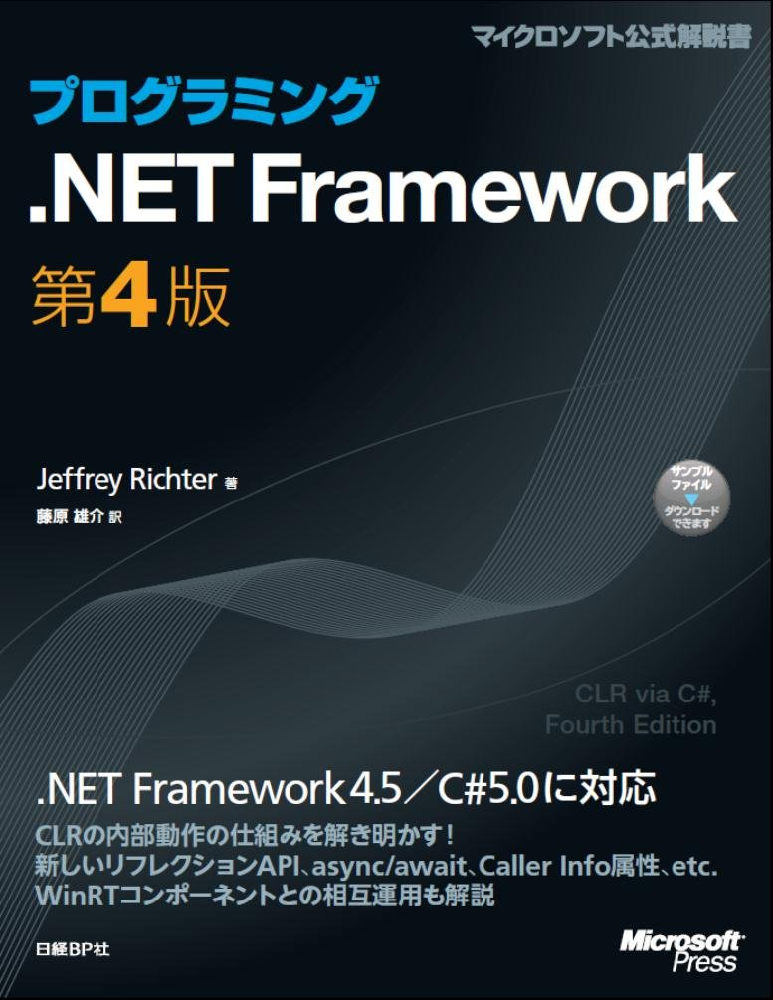 マイクロソフト公式解説書
プログラミング
.NET Framework
第4版
Jeffrey Richter 著
藤原 雄介 訳
サンプル
ファイル
ダウンロード
できます
CLR via C#,
Fourth Edition
.NET Framework 4.5／C#5.0に対応
CLRの内部動作の仕組みを解き明かす!
新しいリフレクションAPI、async/await、Caller Info属性、etc.
WinRTコンポーネントとの相互運用も解説
日経BP社
Microsoft
Press